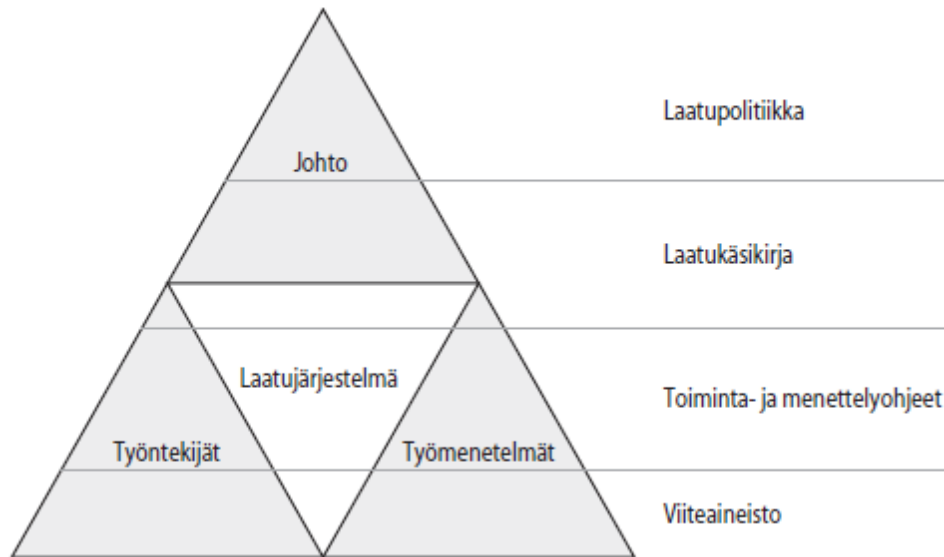 Laatupolitiikka
Johto
Laatukäsikirja
Laatujärjestelmä
Toiminta- ja menettelyohjeet
Työntekijät
Työmenetelmät
Viiteaineisto